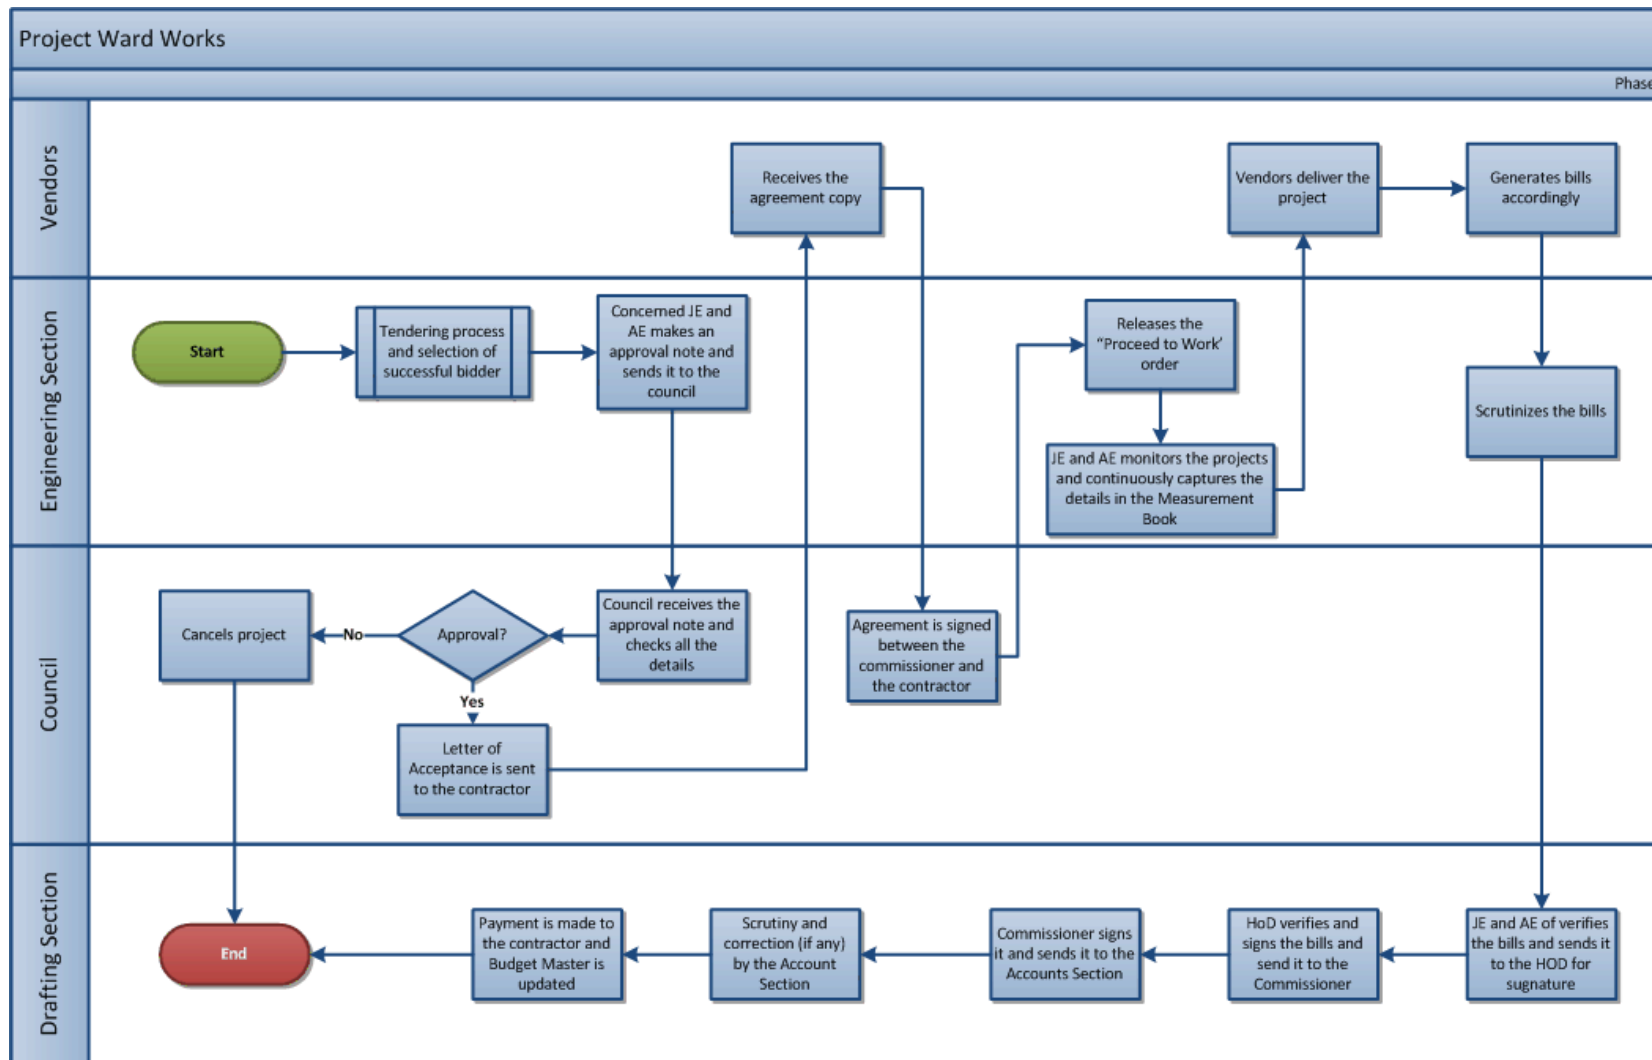 Project Ward Works
Phase
Vendors
Receives the
agreement copy
Vendors deliver the
project
Generates bills
accordingly
Engineering Section
Start
Tendering process
and selection of
successful bidder
Concerned JE and
AE makes an
approval note and
sends it to the
council
Releases the
“Proceed to Work’
order
JE and AE monitors the projects
and continuously captures the
details in the Measurement
Book
Scrutinizes the bills
Council
Cancels project
No
Approval?
Yes
Council receives the
approval note and
checks all the
details
Letter of
Acceptance is sent
to the contractor
Agreement is signed
between the
commissioner and
the contractor
Drafting Section
End
Payment is made to
the contractor and
Budget Master is
updated
Scrutiny and
correction (if any)
by the Account
Section
Commissioner signs
it and sends it to the
Accounts Section
HoD verifies and
signs the bills and
send it to the
Commissioner
JE and AE of verifies
the bills and sends it
to the HOD for
sugnature